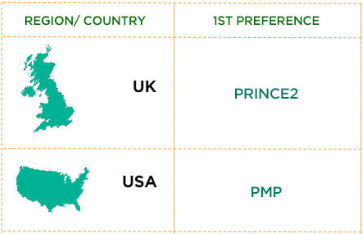 REGION/ COUNTRY 1ST PREFERENCE
UK PRINCE2
USA PMP